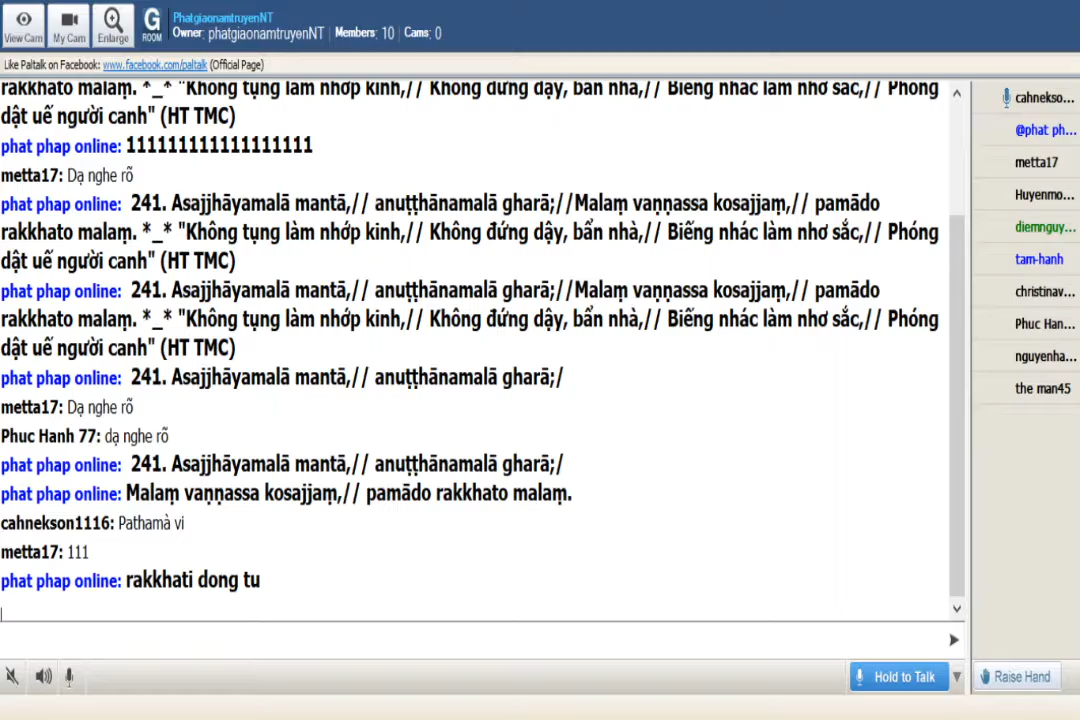 View Cam My Cam Enlarge G ROOM PhatgiaonamtruyenNT
Owner: phatgiaonamtruyenNT Members: 10 Cams: 0
Like Paltalk on Facebook: www.facebook.com/paltalk (Official Page)
rakkhato malaṃ. *_* "Không tụng làm nhớp kinh,// Không đứng dậy, bẩn nhà,// Biếng nhác làm nhơ sắc,// Phóng
dật uế người canh" (HT TMC)
phat phap online: 1111111111111111111
metta17: Dạ nghe rõ
phat phap online: 241. Asajjhāyamalā mantā,// anuṭṭhānamalā gharā;//Malaṃ vaṇṇassa kosajjaṃ,// pamādo
rakkhato malaṃ. *_* "Không tụng làm nhớp kinh,// Không đứng dậy, bẩn nhà,// Biếng nhác làm nhơ sắc,// Phóng
dật uế người canh" (HT TMC)
phat phap online: 241. Asajjhāyamalā mantā,// anuṭṭhānamalā gharā;//Malaṃ vaṇṇassa kosajjaṃ,// pamādo
rakkhato malaṃ. *_* "Không tụng làm nhớp kinh,// Không đứng dậy, bẩn nhà,// Biếng nhác làm nhơ sắc,// Phóng
dật uế người canh" (HT TMC)
phat phap online: 241. Asajjhāyamalā mantā,// anuṭṭhānamalā gharā;/
metta17: Dạ nghe rõ
Phuc Hanh 77: dạ nghe rõ
phat phap online: 241. Asajjhāyamalā mantā,// anuṭṭhānamalā gharā;/
phat phap online: Malaṃ vaṇṇassa kosajjaṃ,// pamādo rakkhato malaṃ.
cahnekson1116: Pathamà vi
metta17: 111
phat phap online: rakkhati dong tu
cahnekso...
@phat ph...
metta17
Huyenmo...
diemnguy...
tam-hanh
christinav...
Phuc Han...
nguyenha...
the man45
Hold to Talk
Raise Hand